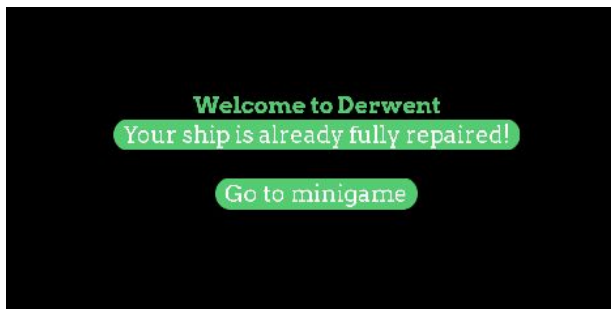 Welcome to Derwent
Your ship is already fully repaired!
Go to minigame